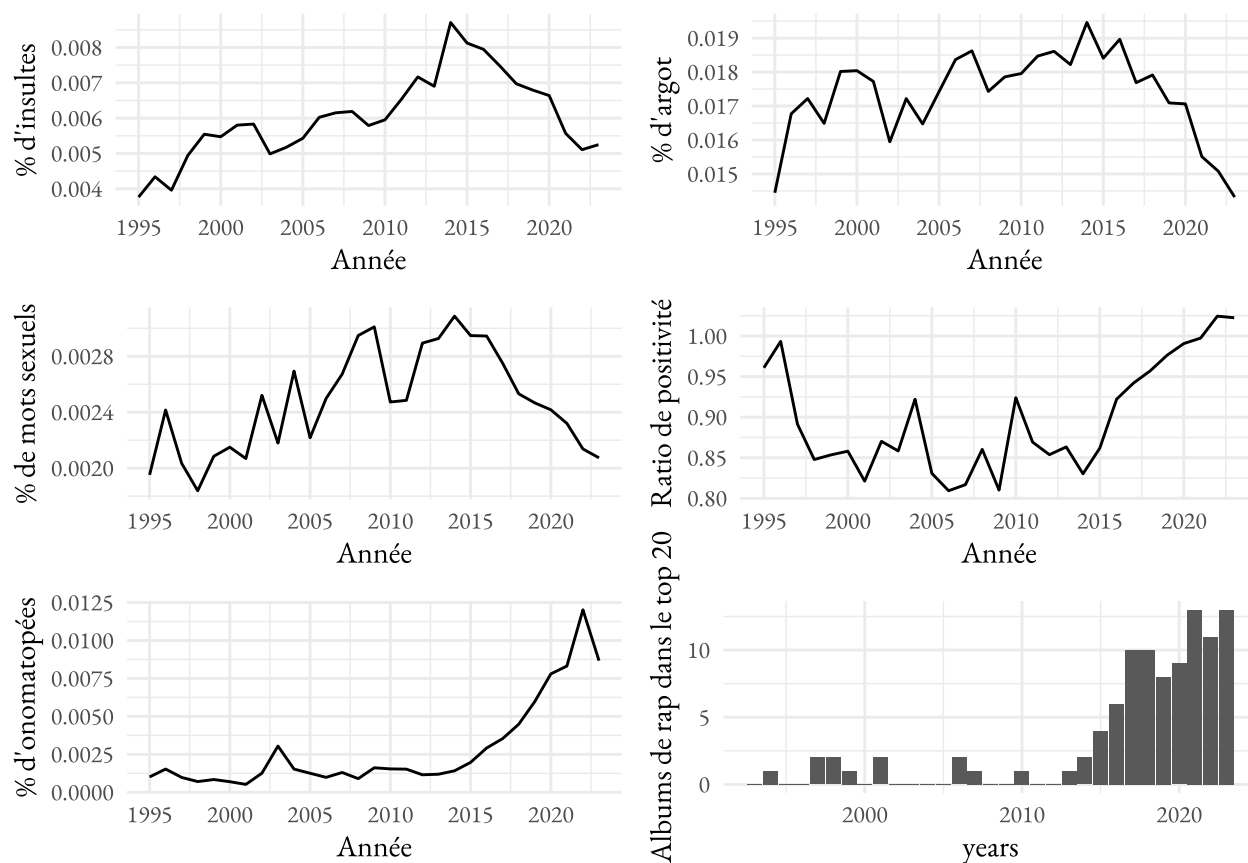 % d'insultes
0.008
0.007
0.006
0.005
0.004
1995 2000 2005 2010 2015 2020
Année
% d'argot
0.019
0.018
0.017
0.016
0.015
1995 2000 2005 2010 2015 2020
Année
% de mots sexuels
0.0028
0.0024
0.0020
1995 2000 2005 2010 2015 2020
Année
Ratio de positivité
1.00
0.95
0.90
0.85
0.80
1995 2000 2005 2010 2015 2020
Année
% d'onomatopées
0.0125
0.0100
0.0075
0.0050
0.0025
0.0000
1995 2000 2005 2010 2015 2020
Année
Albums de rap dans le top 20
10
5
0
2000 2010 2020
years